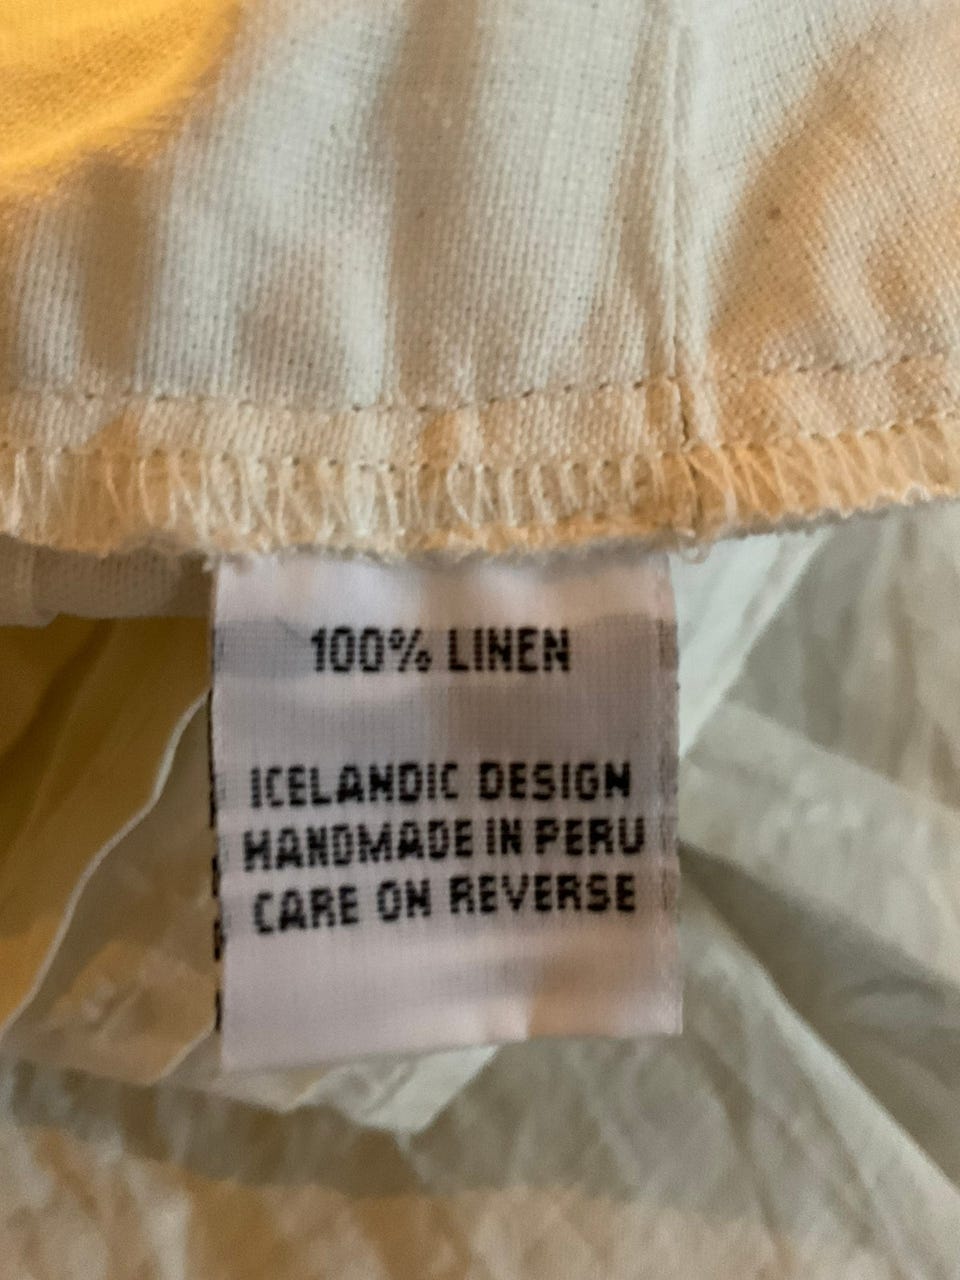 100% LINEN
ICELANDIC DESIGN
HANDMADE IN PERU
CARE ON REVERSE